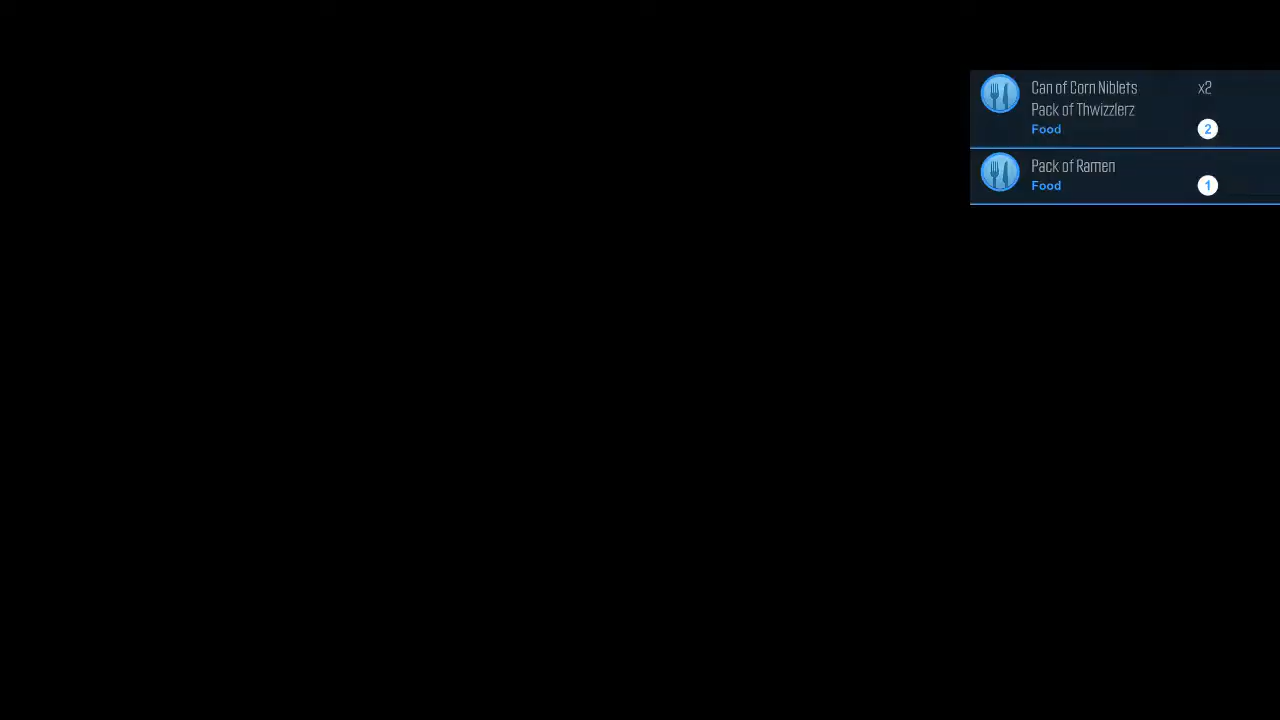 Can of Corn Niblets x2
Pack of Thwizzlerz
Food 2
Pack of Ramen
Food 1